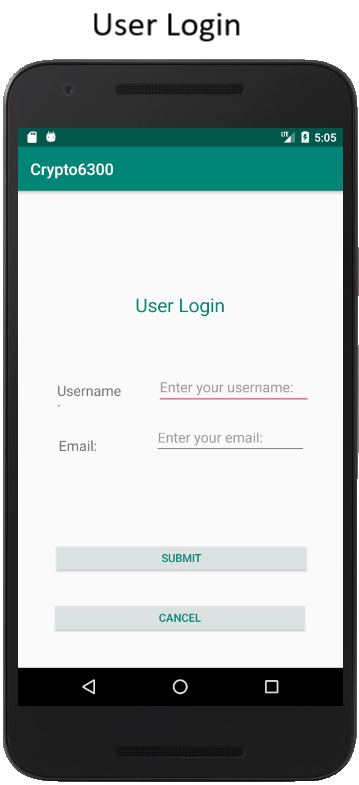 User Login
LTE 5:05
Crypto6300
User Login
Username
:
Enter your username:
Email:
Enter your email:
SUBMIT
CANCEL